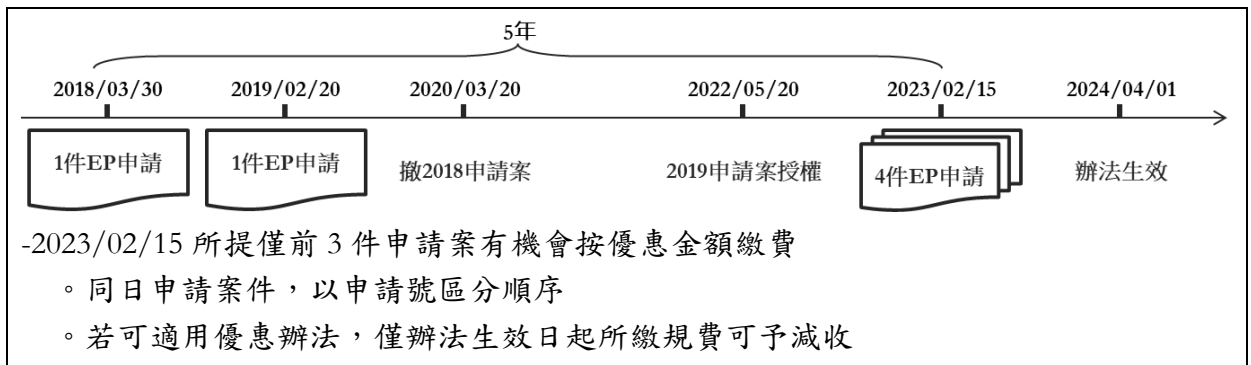 5年
2018/03/30 2019/02/20 2020/03/20 2022/05/20 2023/02/15 2024/04/01
1件EP申請 1件EP申請 撤2018申請案 2019申請案授權 4件EP申請 辦法生效
-2023/02/15 所提僅前 3 件申請案有機會按優惠金額繳費
。同日申請案件，以申請號區分順序
。若可適用優惠辦法，僅辦法生效日起所繳規費可予減收